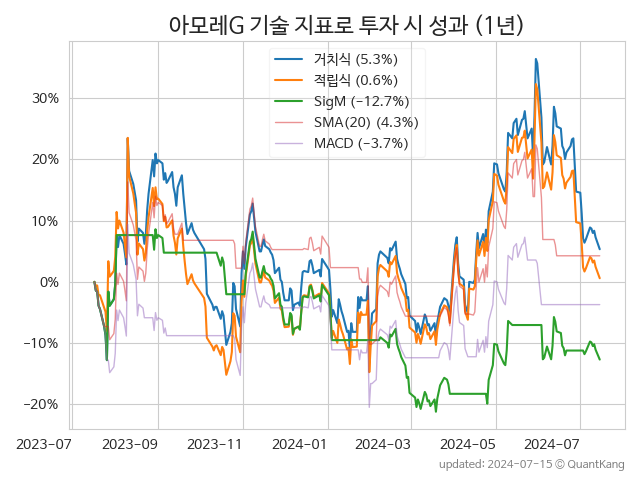 아모레G 기술 지표로 투자 시 성과 (1년)
거치식 (5.3%)
적립식 (0.6%)
SigM (−12.7%)
SMA(20) (4.3%)
MACD (−3.7%)
30%
20%
10%
0%
−10%
−20%
2023-07 2023-09 2023-11 2024-01 2024-03 2024-05 2024-07
updated: 2024-07-15 ⓒ QuantKang